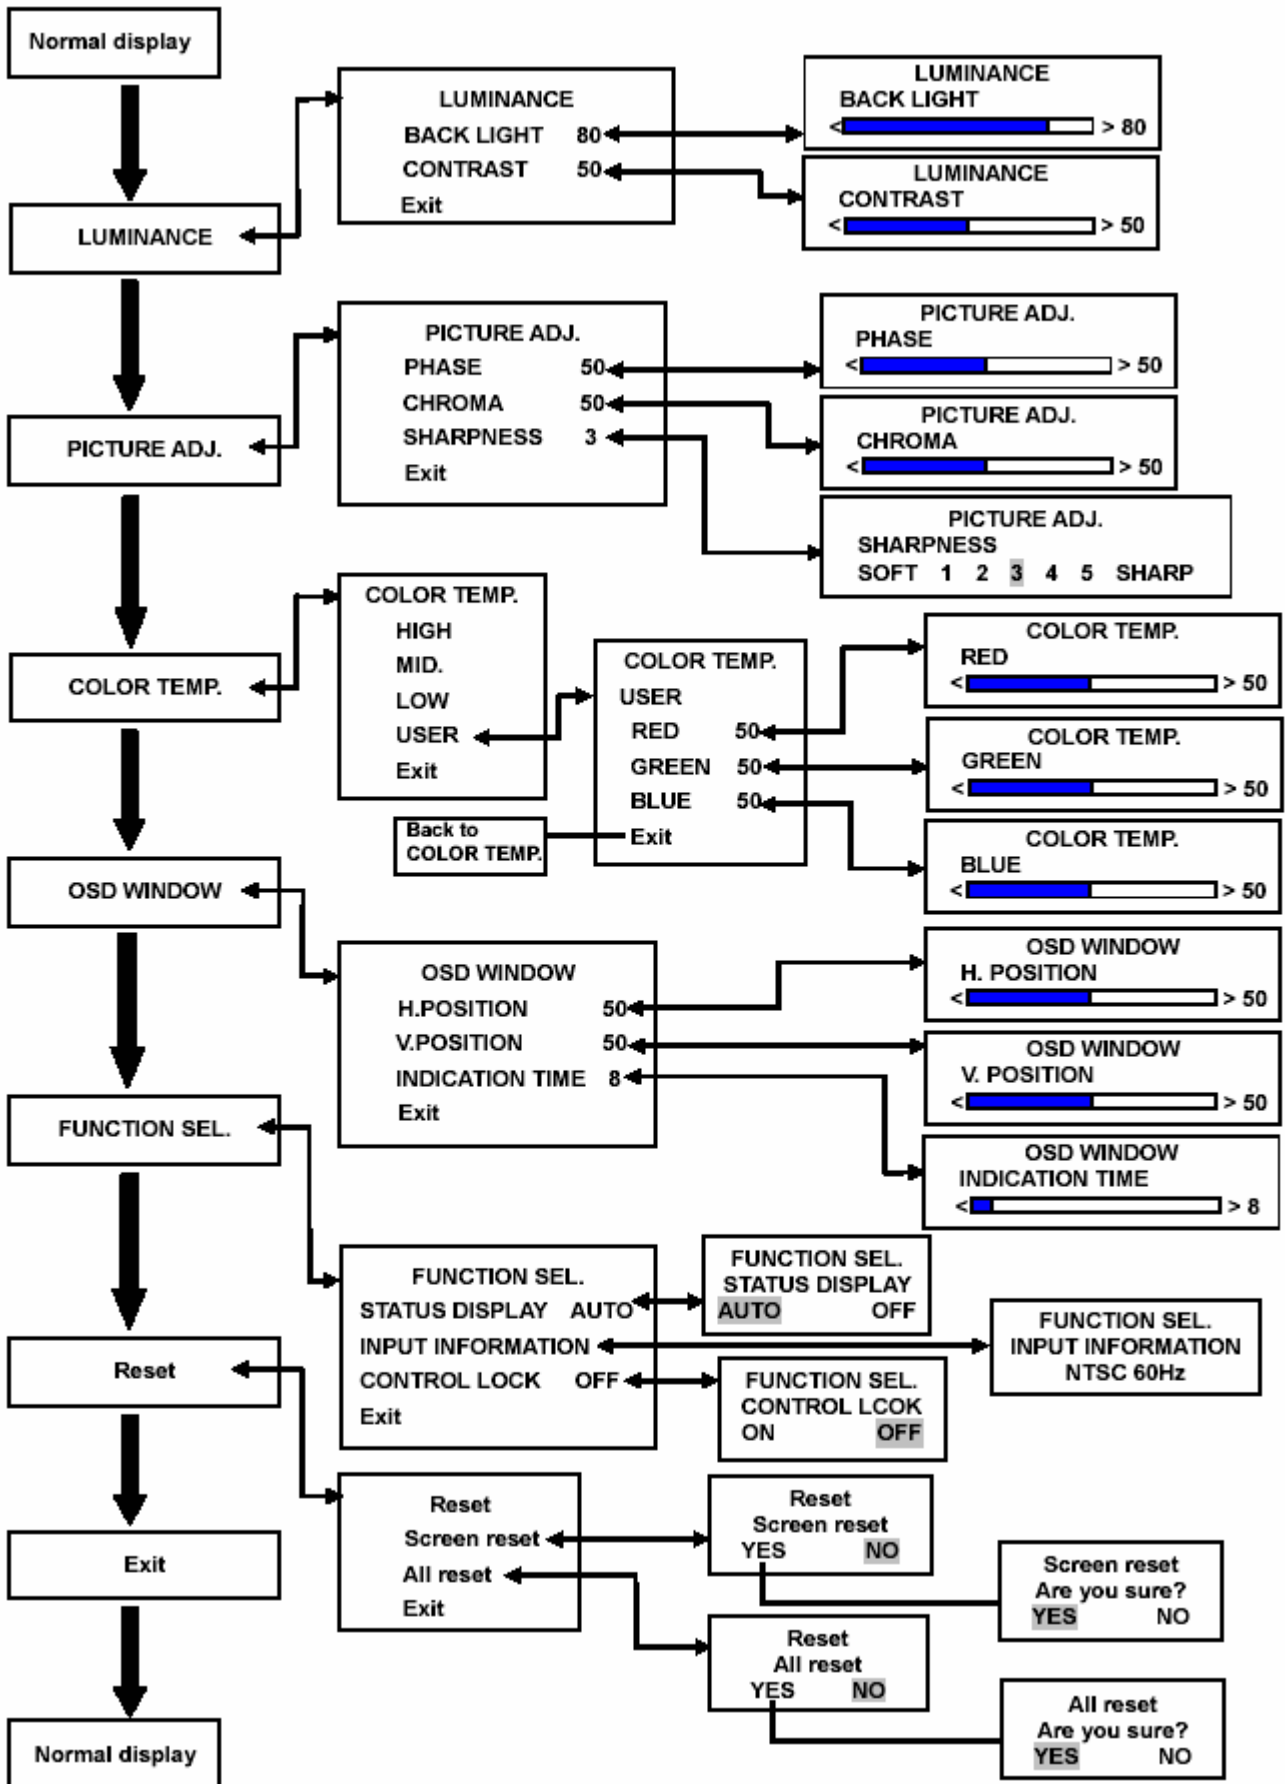 Normal display
LUMINANCE
BACK LIGHT 80
CONTRAST 50
Exit
LUMINANCE
BACK LIGHT
< > 80
LUMINANCE
CONTRAST
< > 50
LUMINANCE
PICTURE ADJ.
PHASE 50
CHROMA 50
SHARPNESS 3
Exit
PICTURE ADJ.
PHASE
< > 50
PICTURE ADJ.
CHROMA
< > 50
PICTURE ADJ.
SHARPNESS
SOFT 1 2 3 4 5 SHARP
PICTURE ADJ.
COLOR TEMP.
HIGH
MID.
LOW
USER
Exit
COLOR TEMP.
USER
RED 50
GREEN 50
BLUE 50
Exit
Back to
COLOR TEMP.
COLOR TEMP.
RED
< > 50
COLOR TEMP.
GREEN
< > 50
COLOR TEMP.
BLUE
< > 50
COLOR TEMP.
OSD WINDOW
OSD WINDOW
H.POSITION 50
V.POSITION 50
INDICATION TIME 8
Exit
OSD WINDOW
H. POSITION
< > 50
OSD WINDOW
V. POSITION
< > 50
OSD WINDOW
INDICATION TIME
< > 8
FUNCTION SEL.
FUNCTION SEL.
STATUS DISPLAY AUTO
INPUT INFORMATION
CONTROL LOCK OFF
Exit
FUNCTION SEL.
STATUS DISPLAY
AUTO OFF
FUNCTION SEL.
INPUT INFORMATION
NTSC 60Hz
FUNCTION SEL.
CONTROL LCOK
ON OFF
Reset
Reset
Screen reset
All reset
Exit
Reset
Screen reset
YES NO
Screen reset
Are you sure?
YES NO
Reset
All reset
YES NO
All reset
Are you sure?
YES NO
Exit
Normal display